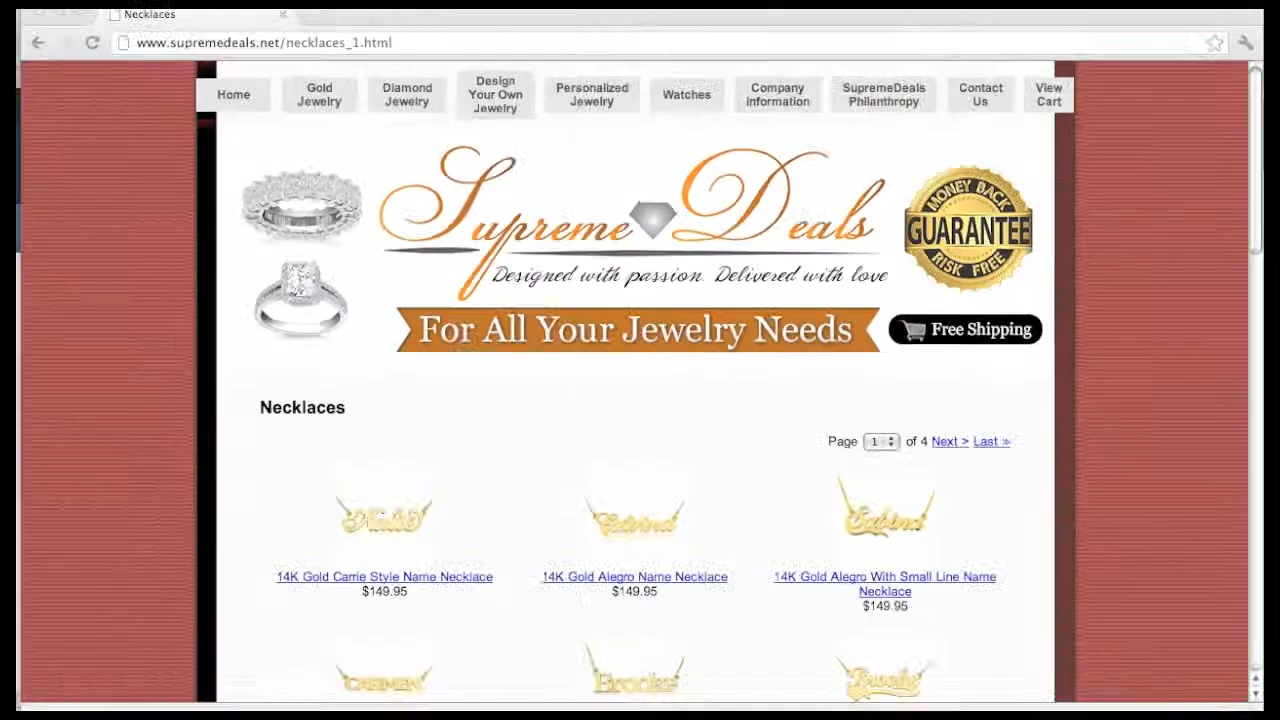 Necklaces
www.supremedeals.net/necklaces_1.html
Home
Gold
Jewelry
Diamond
Jewelry
Design
Your Own
Jewelry
Personalized
Jewelry
Watches
Company
Information
SupremeDeals
Philanthropy
Contact
Us
View
Cart
Supreme Deals
Designed with passion. Delivered with love
MONEY BACK
GUARANTEE
RISK FREE
For All Your Jewelry Needs
Free Shipping
Necklaces
Page 1 of 4 Next > Last »
Sabrina
14K Gold Carrie Style Name Necklace
$149.95
14K Gold Alegro Name Necklace
$149.95
14K Gold Alegro With Small Line Name
Necklace
$149.95
CARMEN
Brooke